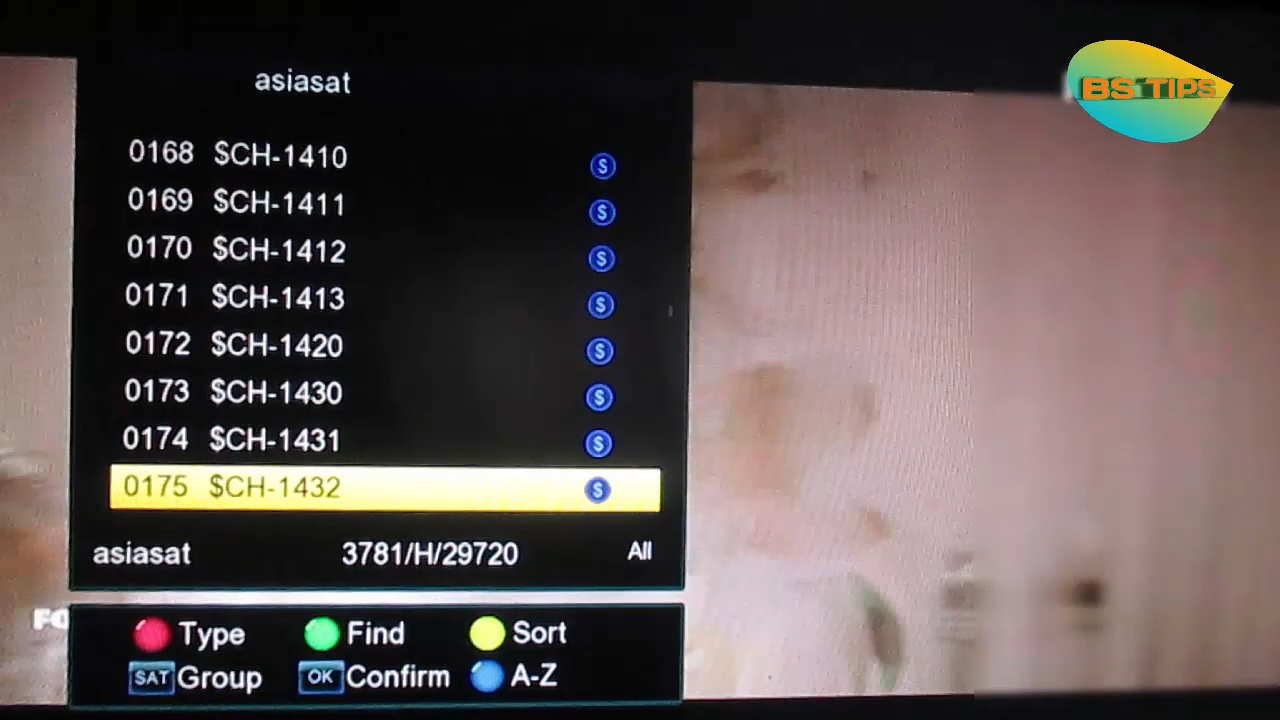 asiasat
BS TIPS
0168 $CH-1410 $
0169 $CH-1411 $
0170 $CH-1412 $
0171 $CH-1413 $
0172 $CH-1420 $
0173 $CH-1430 $
0174 $CH-1431 $
0175 $CH-1432 $
asiasat 3781/H/29720 All
FO
Type Find Sort
SAT Group OK Confirm A-Z